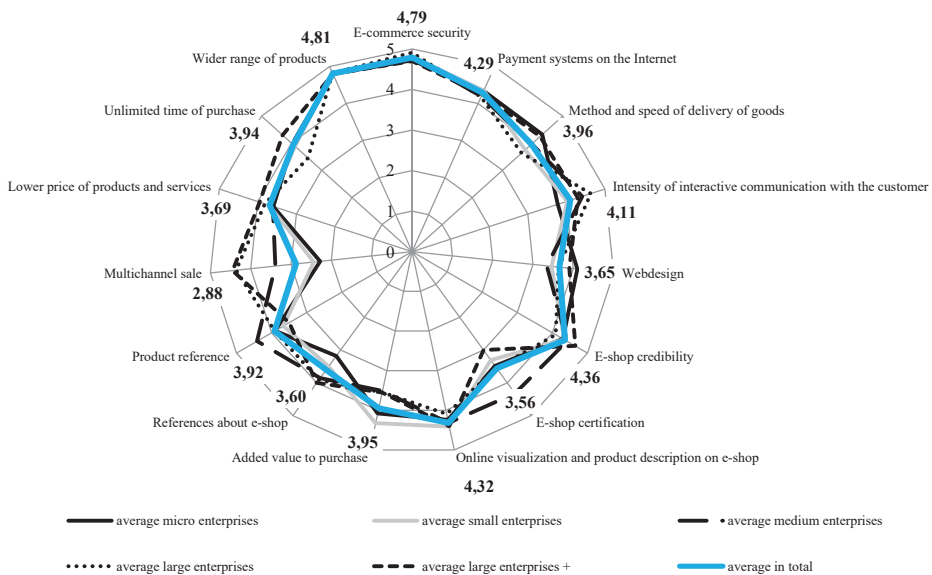 4,79
E-commerce security
4,81
Wider range of products
4,29
Payment systems on the Internet
Unlimited time of purchase
3,94
Method and speed of delivery of goods
3,96
Lower price of products and services
3,69
Intensity of interactive communication with the customer
4,11
Multichannel sale
2,88
3,65
Webdesign
Product reference
3,92
E-shop credibility
4,36
References about e-shop
3,60
3,56
E-shop certification
3,95
Added value to purchase
Online visualization and product description on e-shop
4,32
5
4
3
2
1
0
average micro enterprises
average small enterprises
average medium enterprises
average large enterprises
average large enterprises +
average in total